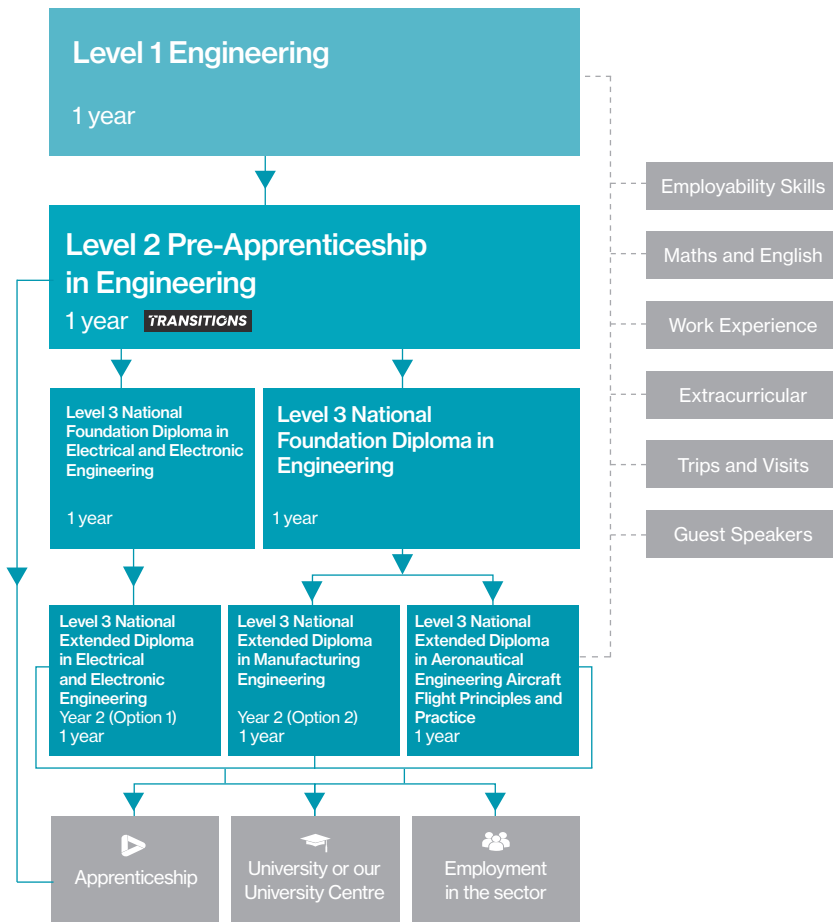 Level 1 Engineering
1 year
Level 2 Pre-Apprenticeship
in Engineering
1 year TRANSITIONS
Level 3 National
Foundation Diploma in
Electrical and Electronic
Engineering
1 year
Level 3 National
Foundation Diploma in
Engineering
1 year
Level 3 National
Extended Diploma
in Electrical
and Electronic
Engineering
Year 2 (Option 1)
1 year
Level 3 National
Extended Diploma
in Manufacturing
Engineering
Year 2 (Option 2)
1 year
Level 3 National
Extended Diploma
in Aeronautical
Engineering Aircraft
Flight Principles and
Practice
1 year
Apprenticeship
University or our
University Centre
Employment
in the sector
Employability Skills
Maths and English
Work Experience
Extracurricular
Trips and Visits
Guest Speakers